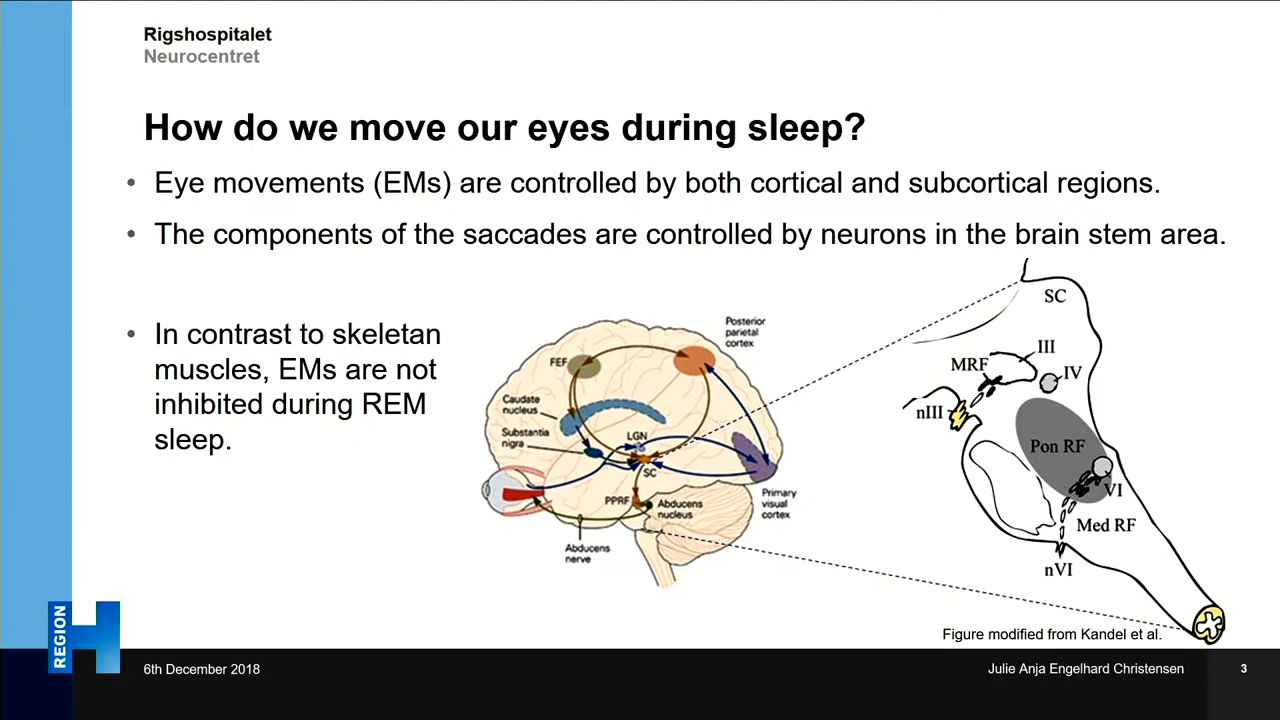 Rigshospitalet
Neurocentret
How do we move our eyes during sleep?
• Eye movements (EMs) are controlled by both cortical and subcortical regions.
• The components of the saccades are controlled by neurons in the brain stem area.
• In contrast to skeletan
muscles, EMs are not
inhibited during REM
sleep.
Posterior
parietal
cortex
FEF
Caudate
nucleus
Substantia
nigra
LGN
SC
PPRF
Abducens
nucleus
Primary
visual
cortex
Abducens
nerve
SC
III
MRF
IV
nIII
Pon RF
VI
Med RF
nVI
Figure modified from Kandel et al.
REGION
H
6th December 2018
Julie Anja Engelhard Christensen
3